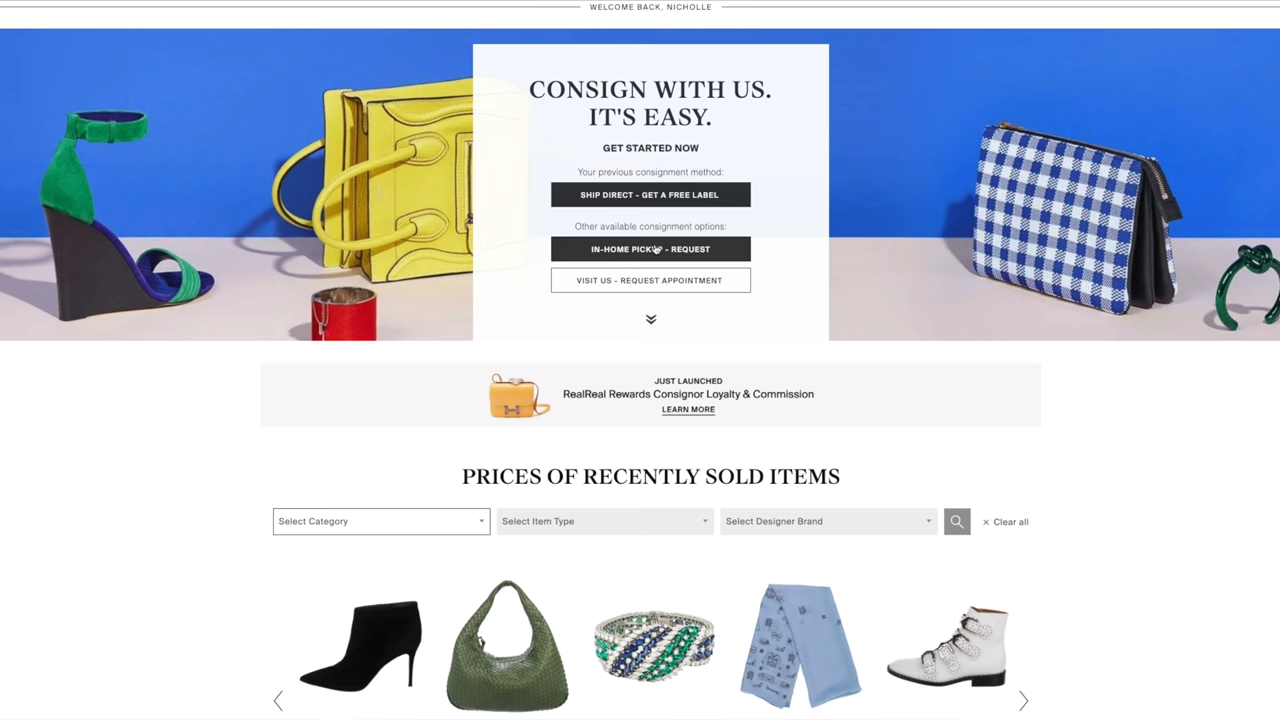 WELCOME BACK, NICHOLLE
CONSIGN WITH US.
IT'S EASY.
GET STARTED NOW
Your previous consignment method:
SHIP DIRECT - GET A FREE LABEL
Other available consignment options:
IN-HOME PICKUP - REQUEST
VISIT US - REQUEST APPOINTMENT
JUST LAUNCHED
RealReal Rewards Consignor Loyalty & Commission
LEARN MORE
PRICES OF RECENTLY SOLD ITEMS
Select Category
Select Item Type
Select Designer Brand
× Clear all